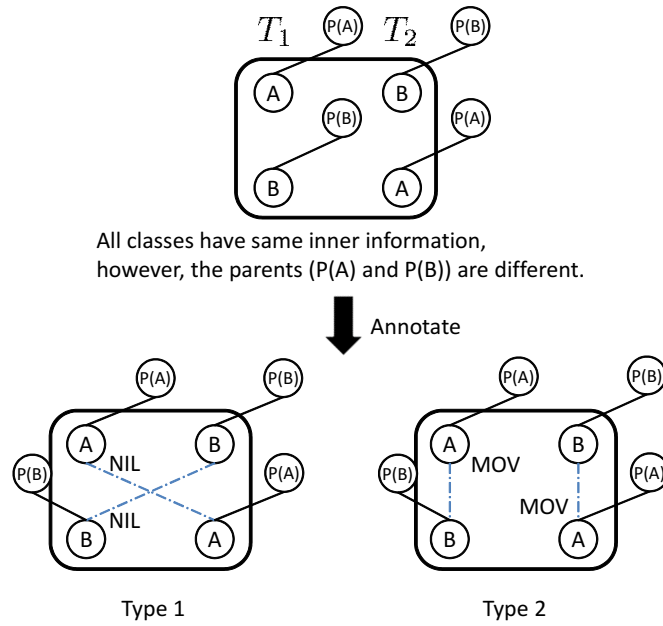 T1 P(A) T2 P(B)
A B
P(B) P(A)
B A
All classes have same inner information,
however, the parents (P(A) and P(B)) are different.
Annotate
P(A) P(B) P(A) P(B)
A NIL B A MOV B
P(B) P(A) P(B) P(A)
B NIL A B MOV A
Type 1 Type 2